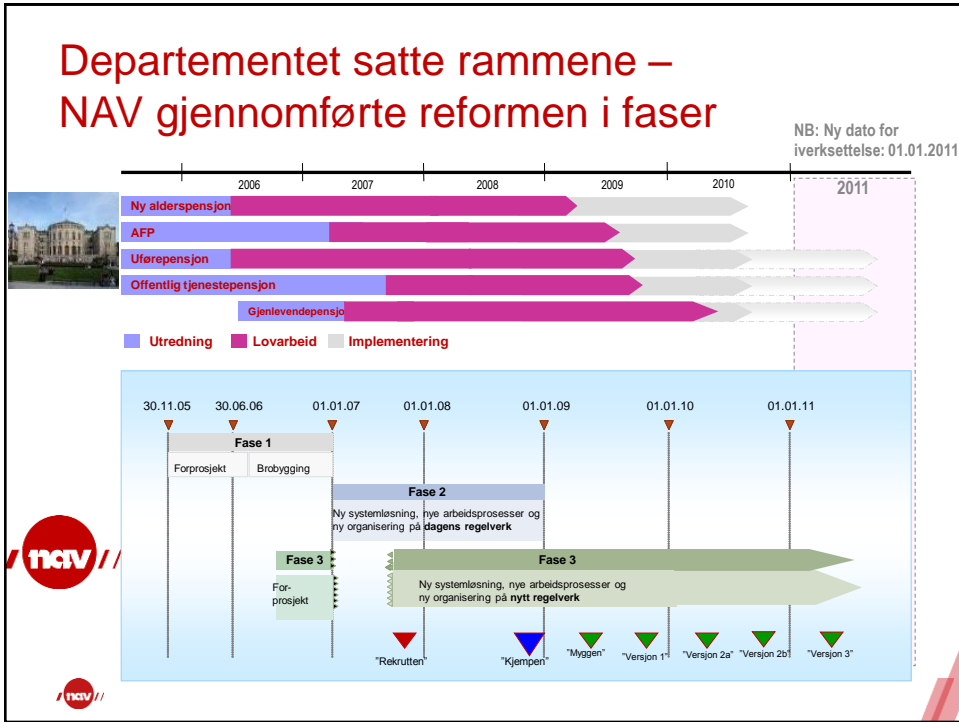 Departementet satte rammene –
NAV gjennomførte reformen i faser
NB: Ny dato for
iverksettelse: 01.01.2011
2006 2007 2008 2009 2010 2011
Ny alderspensjon
AFP
Uførepensjon
Offentlig tjenestepensjon
Gjenlevendepensjo
Utredning Lovarbeid Implementering
30.11.05 30.06.06 01.01.07 01.01.08 01.01.09 01.01.10 01.01.11
Fase 1
Forprosjekt Brobygging
Fase 2
Ny systemløsning, nye arbeidsprosesser og
ny organisering på dagens regelverk
nav
Fase 3 Fase 3
For-
prosjekt
Ny systemløsning, nye arbeidsprosesser og
ny organisering på nytt regelverk
"Rekrutten" "Kjempen" "Myggen" "Versjon 1" "Versjon 2a" "Versjon 2b" "Versjon 3"
nav